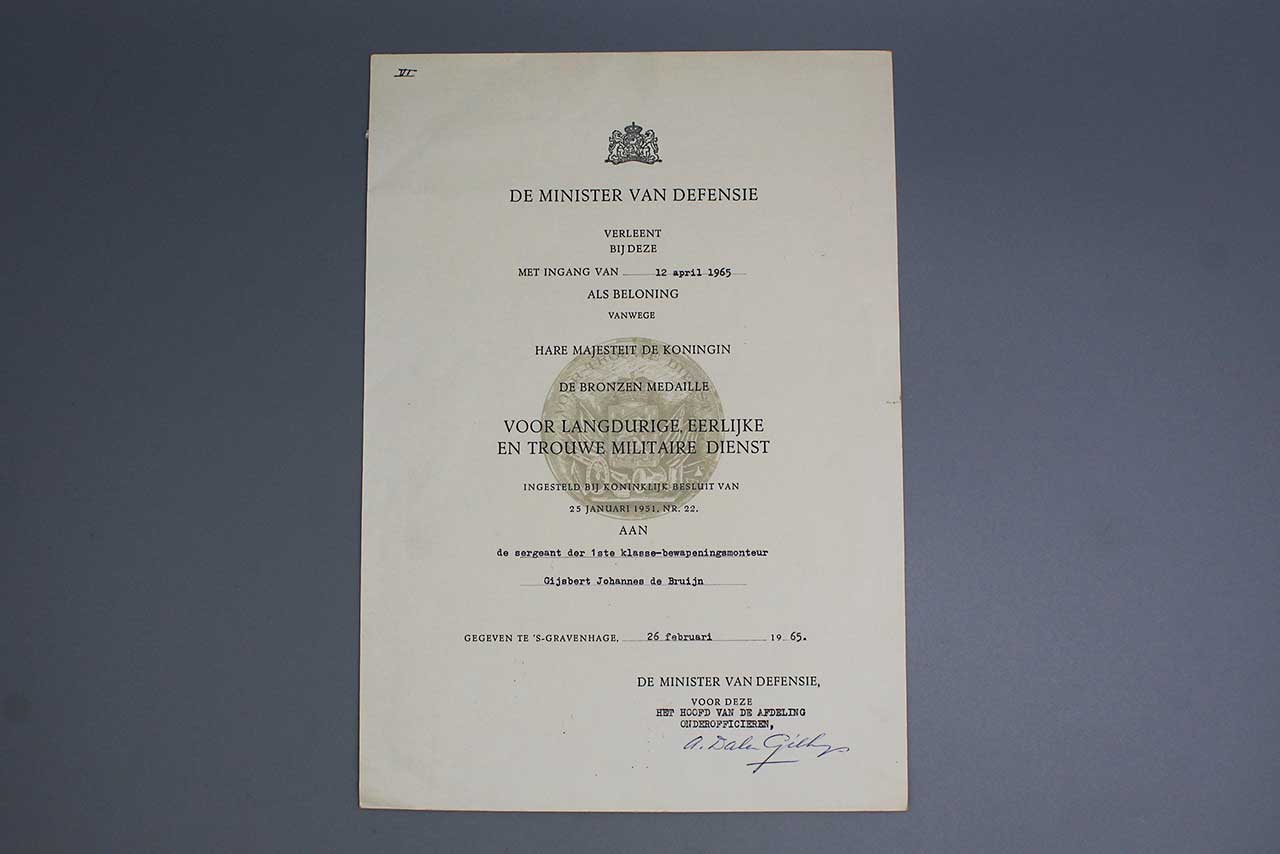 VI
DE MINISTER VAN DEFENSIE
VERLEENT
BIJ DEZE
MET INGANG VAN 12 april 1965
ALS BELONING
VANWEGE
HARE MAJESTEIT DE KONINGIN
DE BRONZEN MEDAILLE
VOOR LANGDURIGE, EERLIJKE
EN TROUWE MILITAIRE DIENST
INGESTELD BIJ KONINKLIJK BESLUIT VAN
25 JANUARI 1951, NR. 22.
AAN
de sergeant der 1ste klasse-bewapeningsmonteur
Gijsbert Johannes de Bruijn
GEGEVEN TE 'S-GRAVENHAGE, 26 februari 1965.
DE MINISTER VAN DEFENSIE,
VOOR DEZE
HET HOOFD VAN DE AFDELING
ONDEROFFICIEREN,